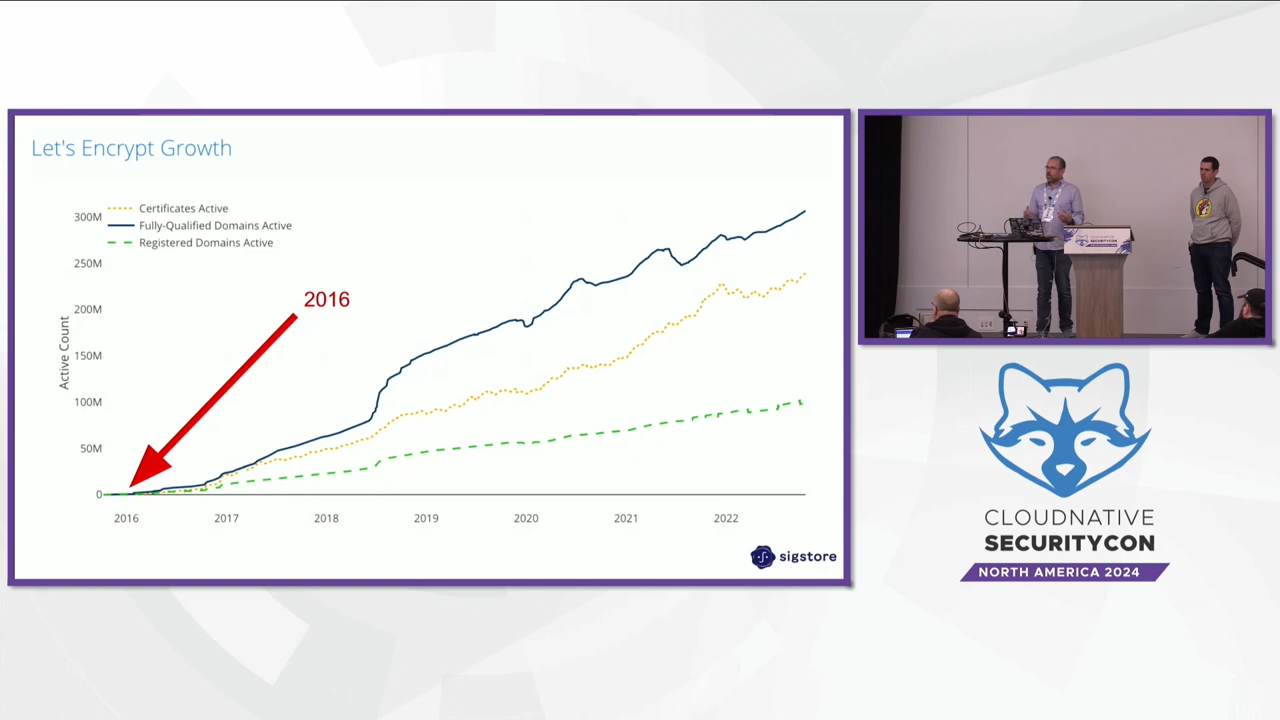 Let's Encrypt Growth
Certificates Active
Fully-Qualified Domains Active
Registered Domains Active
2016
300M
250M
200M
150M
100M
50M
0
Active Count
2016
2017
2018
2019
2020
2021
2022
sigstore
CLOUDNATIVE
SECURITYCON
NORTH AMERICA 2024